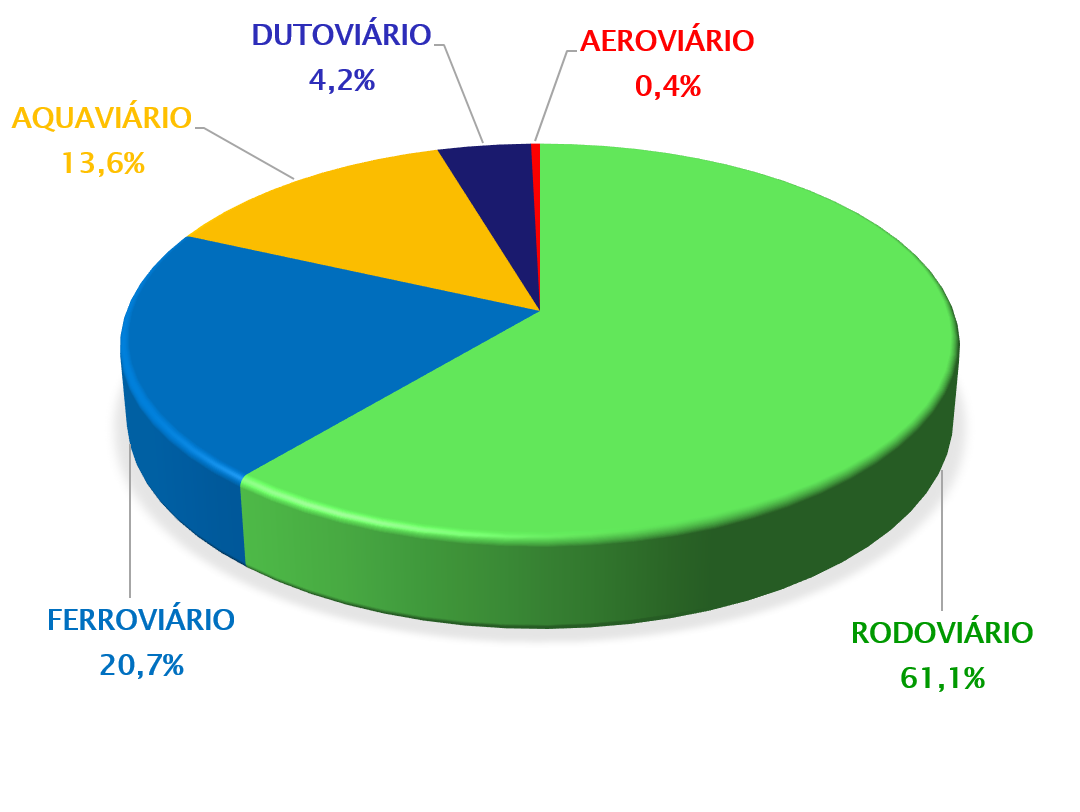 DUTOVIÁRIO
4,2%
AEROVIÁRIO
0,4%
AQUAVIÁRIO
13,6%
FERROVIÁRIO
20,7%
RODOVIÁRIO
61,1%